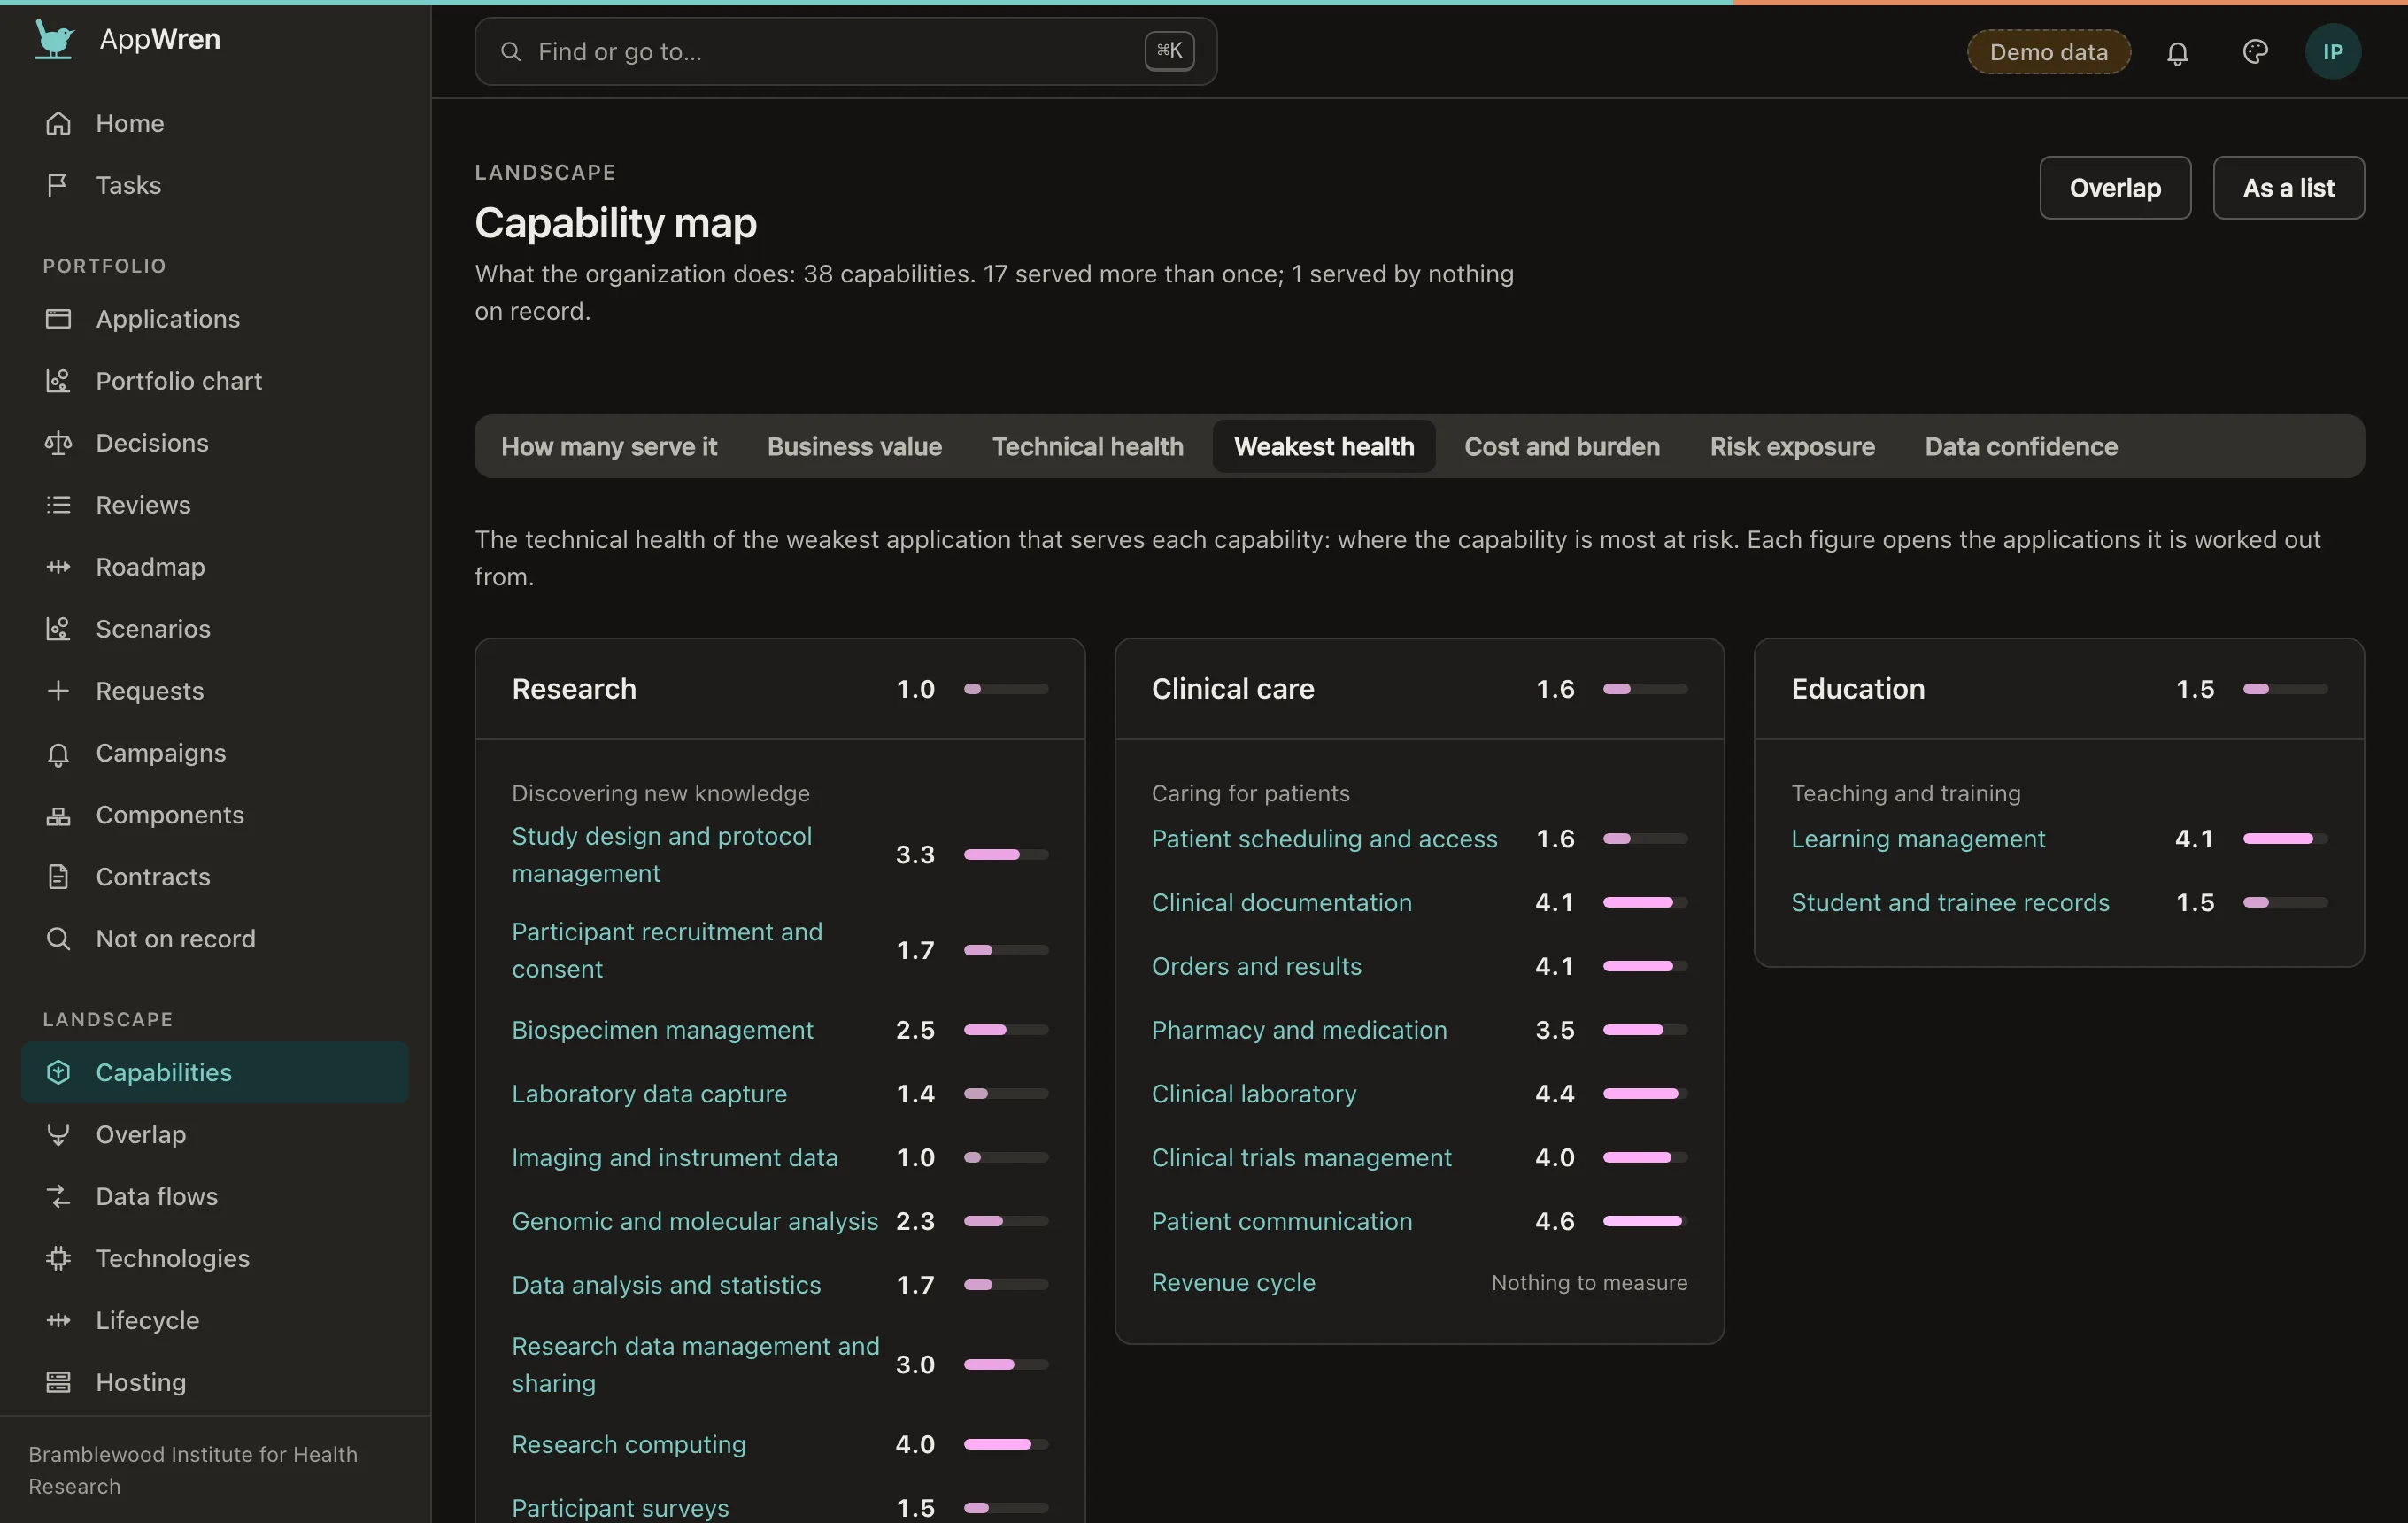 AppWren
Find or go to...
⌘K
Demo data
IP
Home
Tasks
PORTFOLIO
Applications
Portfolio chart
Decisions
Reviews
Roadmap
Scenarios
Requests
Campaigns
Components
Contracts
Not on record
LANDSCAPE
Capabilities
Overlap
Data flows
Technologies
Lifecycle
Hosting
Bramblewood Institute for Health
Research
LANDSCAPE
Capability map
What the organization does: 38 capabilities. 17 served more than once; 1 served by nothing
on record.
Overlap
As a list
How many serve it
Business value
Technical health
Weakest health
Cost and burden
Risk exposure
Data confidence
The technical health of the weakest application that serves each capability: where the capability is most at risk. Each figure opens the applications it is worked out
from.
Research 1.0
Discovering new knowledge
Study design and protocol
management 3.3
Participant recruitment and
consent 1.7
Biospecimen management 2.5
Laboratory data capture 1.4
Imaging and instrument data 1.0
Genomic and molecular analysis 2.3
Data analysis and statistics 1.7
Research data management and
sharing 3.0
Research computing 4.0
Participant surveys 1.5
Clinical care 1.6
Caring for patients
Patient scheduling and access 1.6
Clinical documentation 4.1
Orders and results 4.1
Pharmacy and medication 3.5
Clinical laboratory 4.4
Clinical trials management 4.0
Patient communication 4.6
Revenue cycle Nothing to measure
Education 1.5
Teaching and training
Learning management 4.1
Student and trainee records 1.5